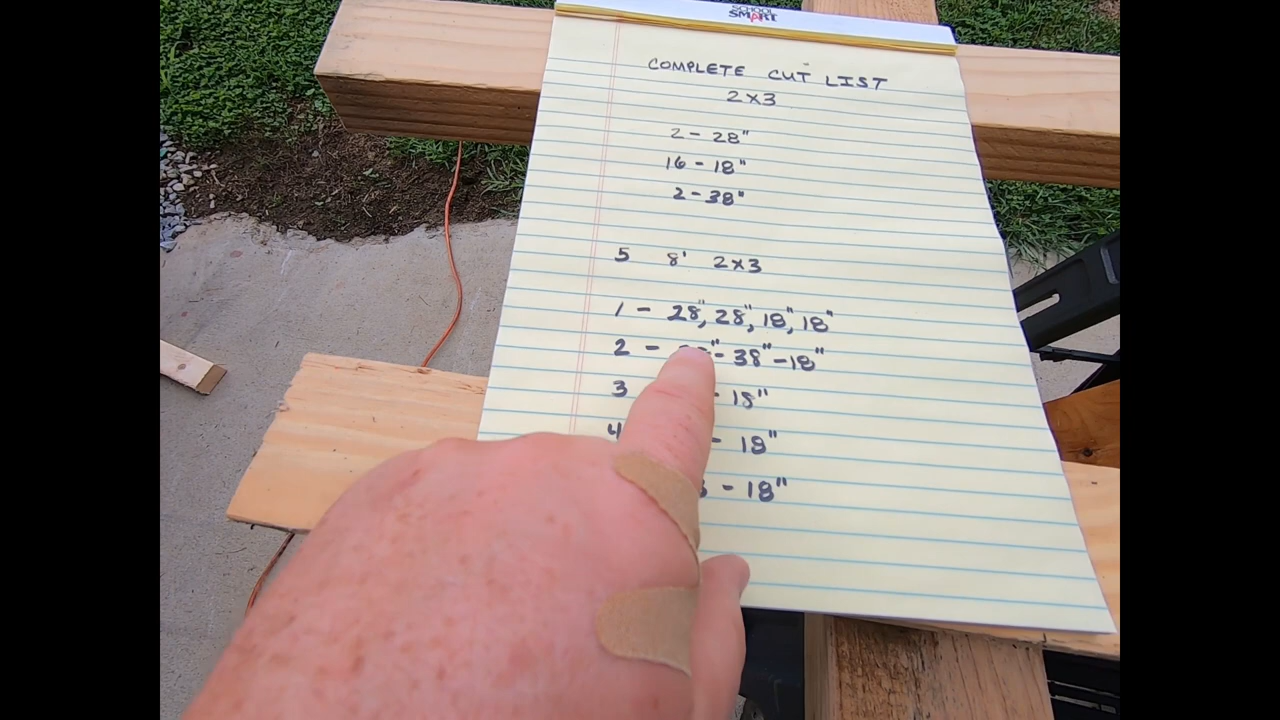 SCHOOL
SMART
COMPLETE CUT LIST
2x3
2 - 28"
16 - 18"
2 - 38"
5 8' 2x3
1 - 28", 28", 18", 18"
2 - " - 38" - 18"
3 - 18"
4 - 18"
- 18"